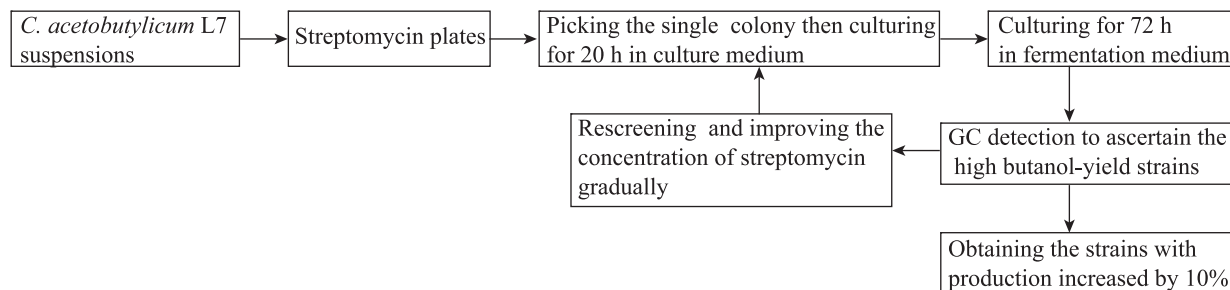 C. acetobutylicum L7
suspensions
Streptomycin plates
Picking the single colony then culturing
for 20 h in culture medium
Culturing for 72 h
in fermentation medium
Rescreening and improving the
concentration of streptomycin
gradually
GC detection to ascertain the
high butanol-yield strains
Obtaining the strains with
production increased by 10%